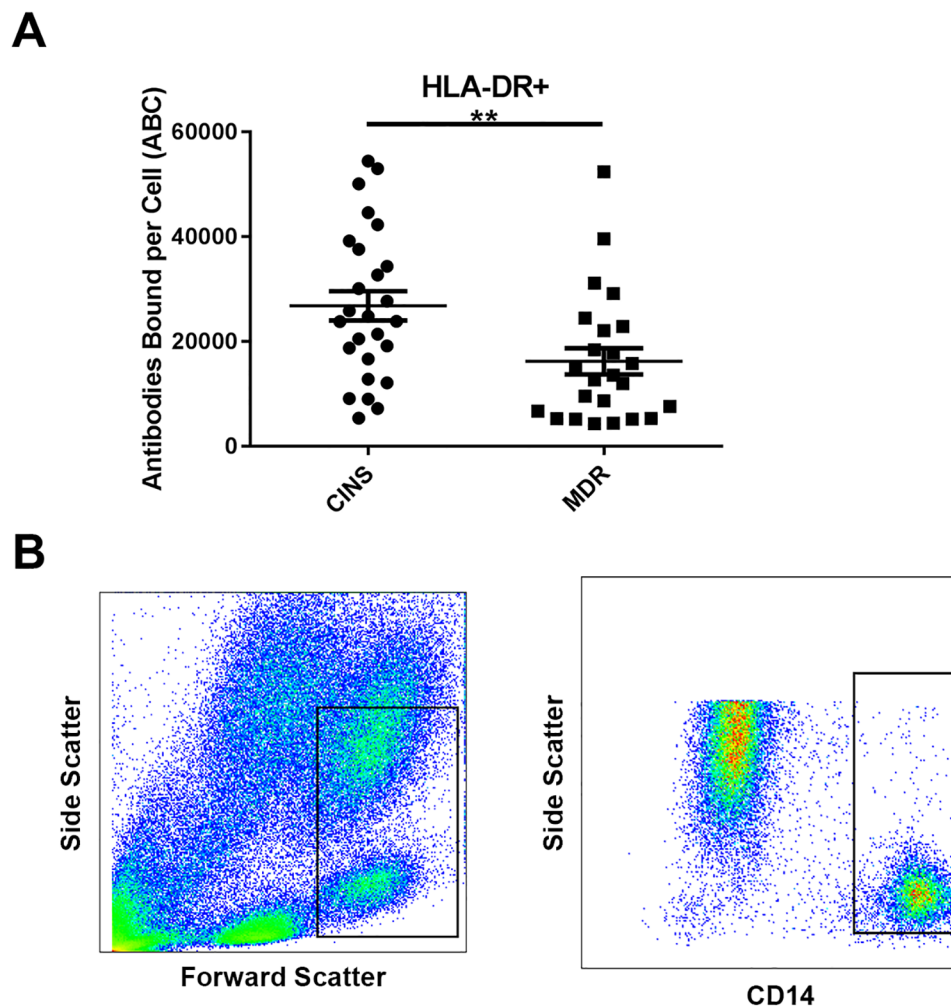 A
HLA-DR+
**
Antibodies Bound per Cell (ABC)
60000
40000
20000
0
CINS
MDR
B
Side Scatter
Forward Scatter
Side Scatter
CD14